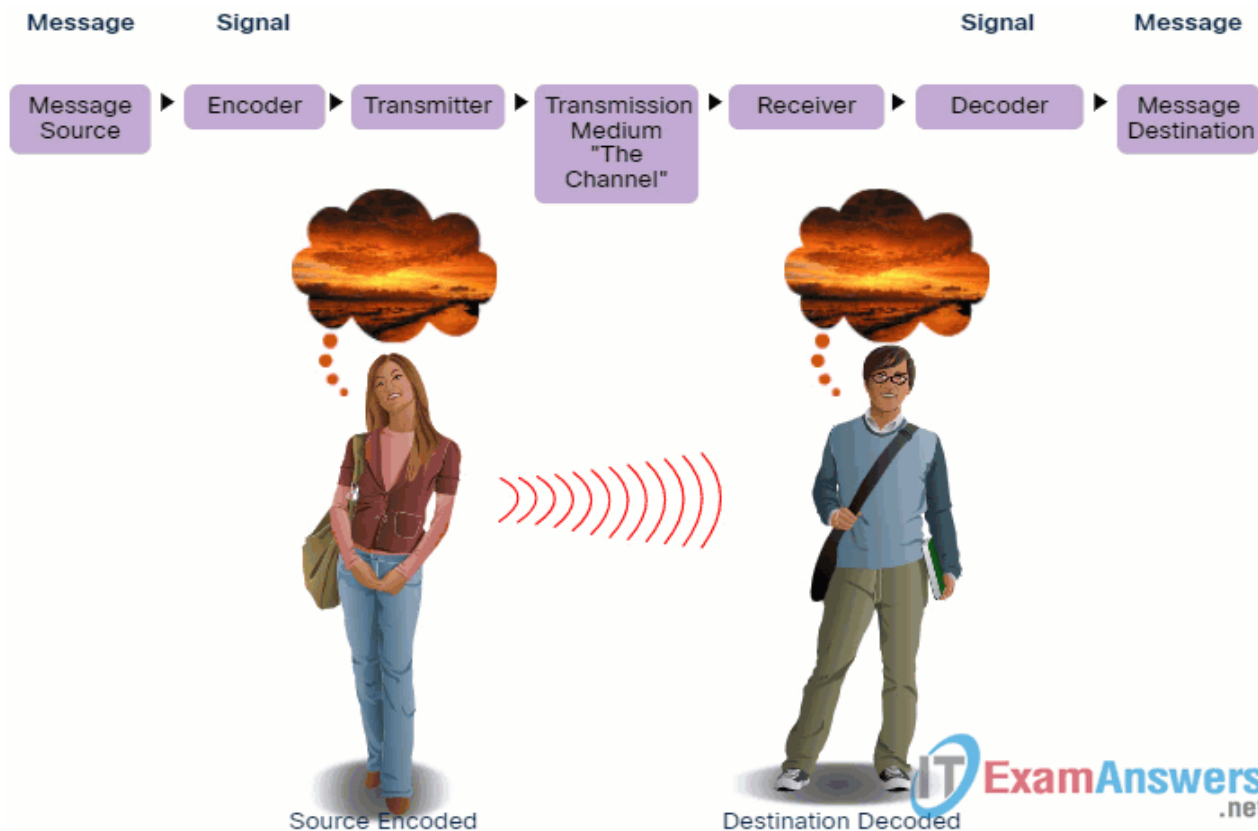 Message Signal Signal Message
Message Source
Encoder
Transmitter
Transmission Medium "The Channel"
Receiver
Decoder
Message Destination
Source Encoded
Destination Decoded
ITExamAnswers
.net